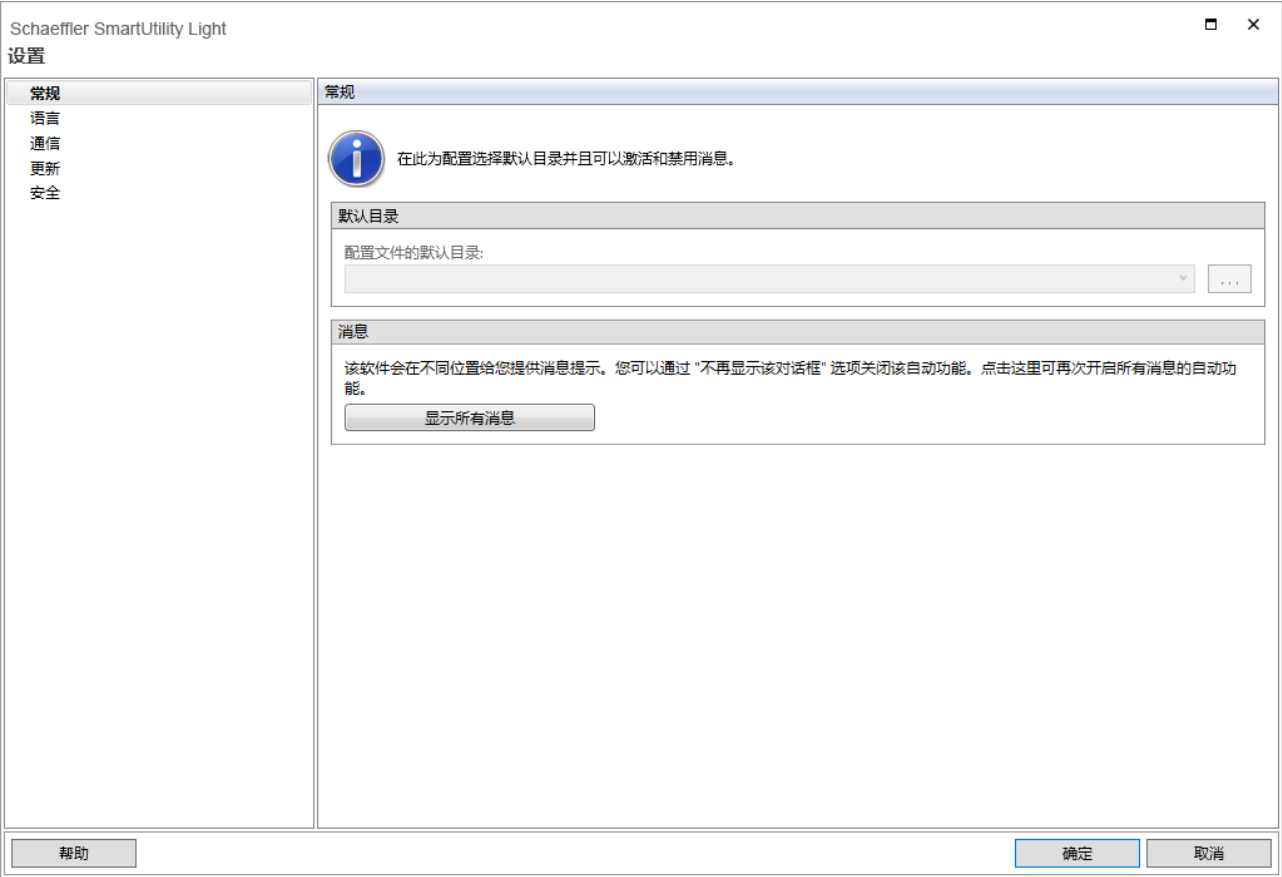 Schaeffler SmartUtility Light
设置
常规
语言
通信
更新
安全
常规
在此为配置选择默认目录并且可以激活和禁用消息。
默认目录
配置文件的默认目录:
...
消息
该软件会在不同位置给您提供消息提示。您可以通过 "不再显示该对话框" 选项关闭该自动功能。点击这里可再次开启所有消息的自动功
能。
显示所有消息
帮助
确定
取消